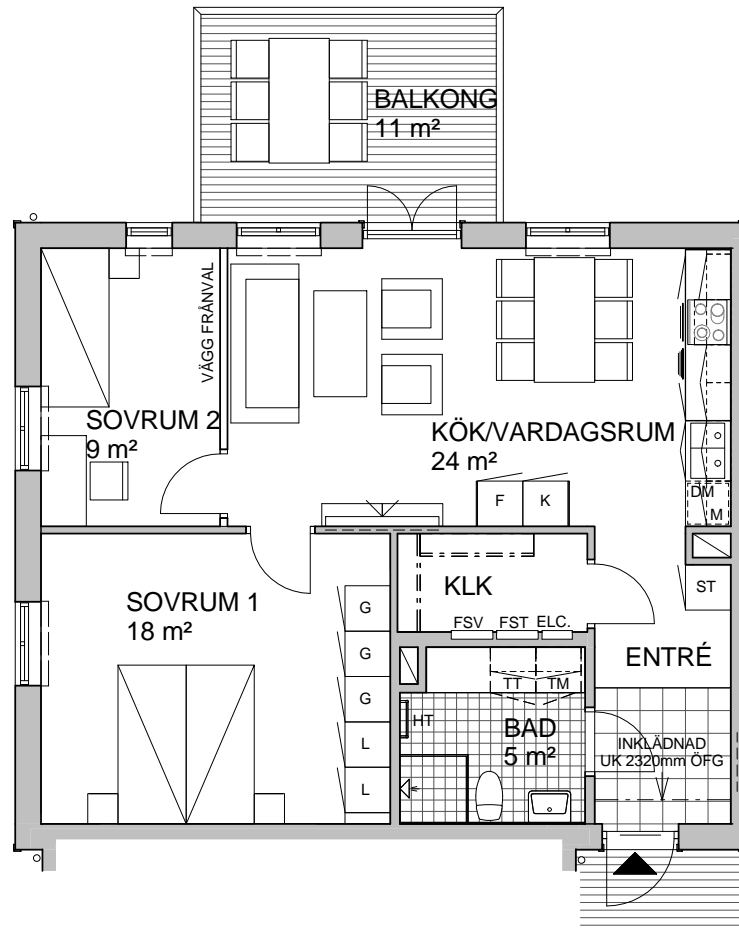 BALKONG
11 m²
VÄGG FRÅNVAL
SOVRUM 2
9 m²
KÖK/VARDAGSRUM
24 m²
F
K
DM
M
ST
KLK
FSV
FST
ELC.
SOVRUM 1
18 m²
G
G
G
L
L
ENTRÉ
TT
TM
HT
BAD
5 m²
INKLÄDNAD
UK 2320mm ÖFG